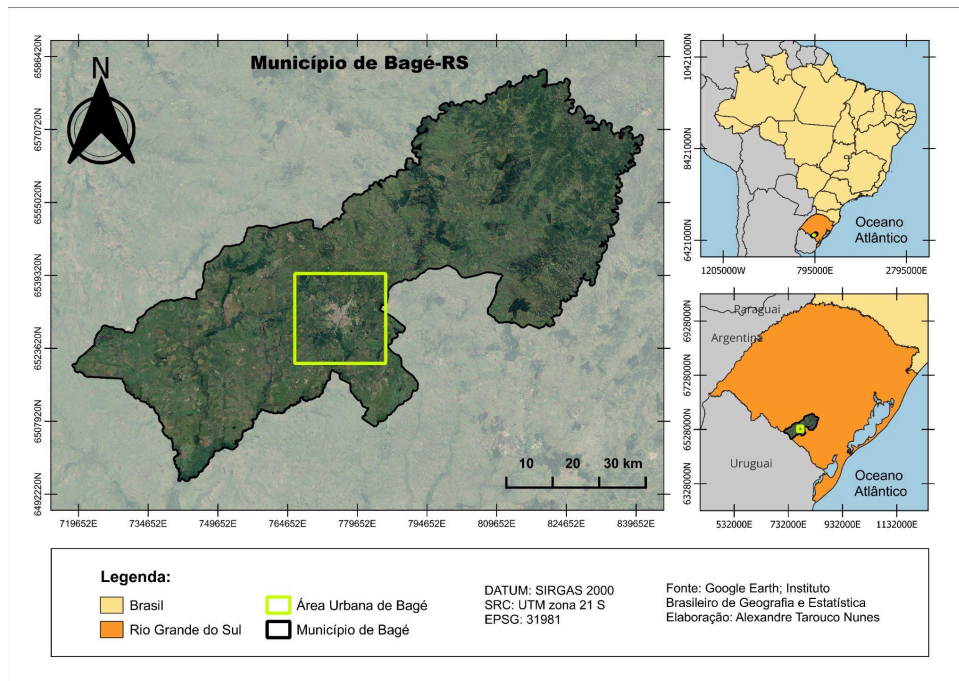 Município de Bagé-RS
N
6586420N
6570720N
6555020N
6539320N
6523620N
6507920N
6492220N
10 20 30 km
719652E 734652E 749652E 764652E 779652E 794652E 809652E 824652E 839652E
10421000N
8421000N
6421000N
Oceano
Atlântico
1205000W 795000E 2795000E
6928000N
6728000N
6528000N
6328000N
Paraguai
Argentina
Uruguai
Oceano
Atlântico
532000E 732000E 932000E 1132000E
Legenda:
Brasil
Rio Grande do Sul
Área Urbana de Bagé
Município de Bagé
DATUM: SIRGAS 2000
SRC: UTM zona 21 S
EPSG: 31981
Fonte: Google Earth; Instituto
Brasileiro de Geografia e Estatística
Elaboração: Alexandre Tarouco Nunes